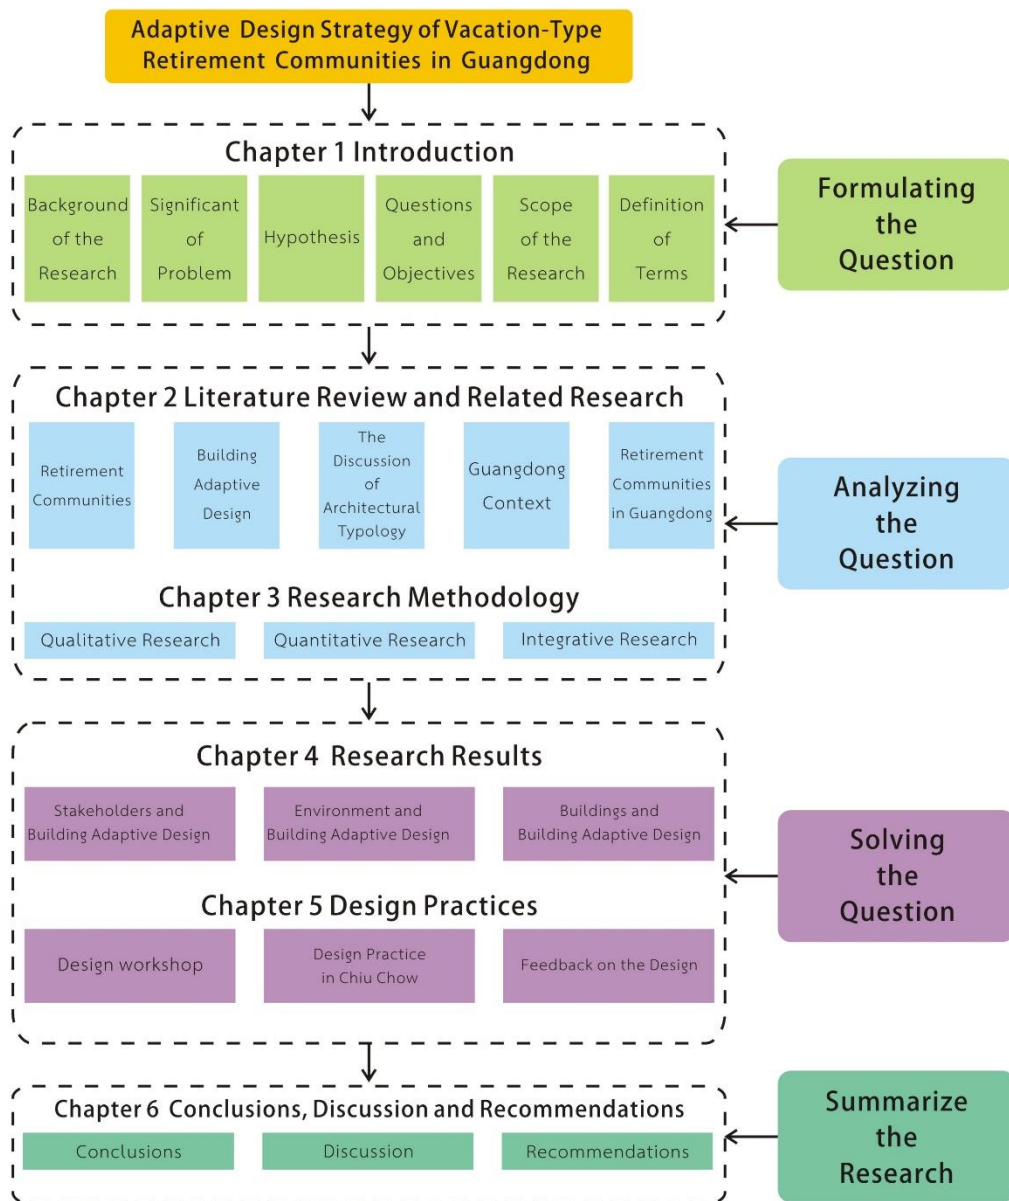 Adaptive Design Strategy of Vacation-Type
Retirement Communities in Guangdong
Chapter 1 Introduction
Background
of the
Research
Significant
of
Problem
Hypothesis
Questions
and
Objectives
Scope
of the
Research
Definition
of
Terms
Formulating
the
Question
Chapter 2 Literature Review and Related Research
Retirement
Communities
Building
Adaptive
Design
The
Discussion
of
Architectural
Typology
Guangdong
Context
Retirement
Communities
in Guangdong
Analyzing
the
Question
Chapter 3 Research Methodology
Qualitative Research
Quantitative Research
Integrative Research
Chapter 4 Research Results
Stakeholders and
Building Adaptive Design
Environment and
Building Adaptive Design
Buildings and
Building Adaptive Design
Solving
the
Question
Chapter 5 Design Practices
Design workshop
Design Practice
in Chiu Chow
Feedback on the Design
Chapter 6 Conclusions, Discussion and Recommendations
Conclusions
Discussion
Recommendations
Summarize
the
Research